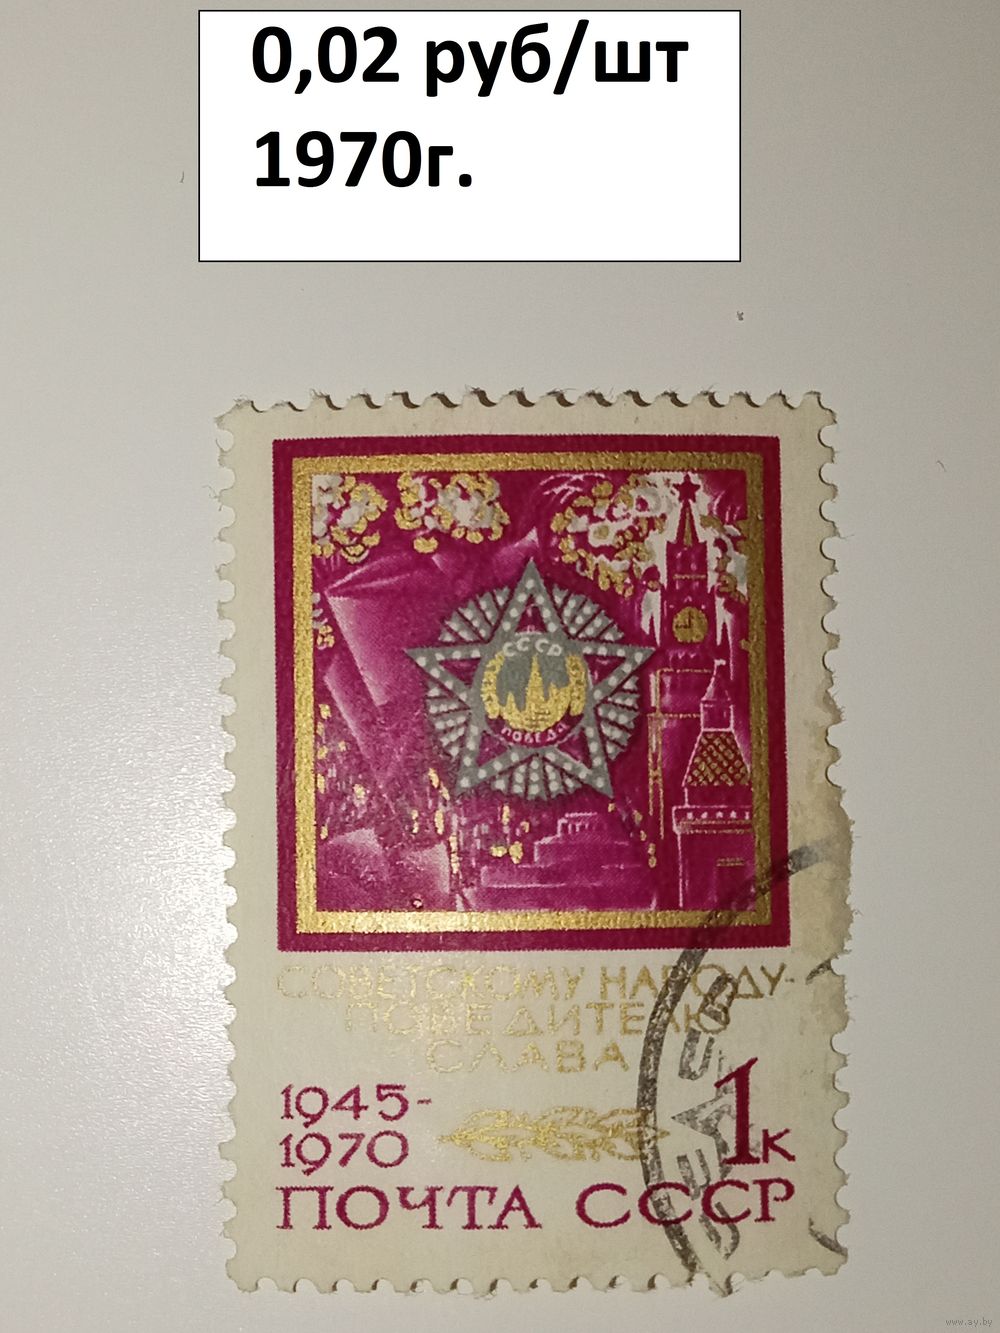 0,02 руб/шт
1970г.
СССР
ПОБЕДА
СОВЕТСКОМУ НАРОДУ-
ПОБЕДИТЕЛЮ
СЛАВА
1945-
1970
1к
ПОЧТА СССР
www.ay.by